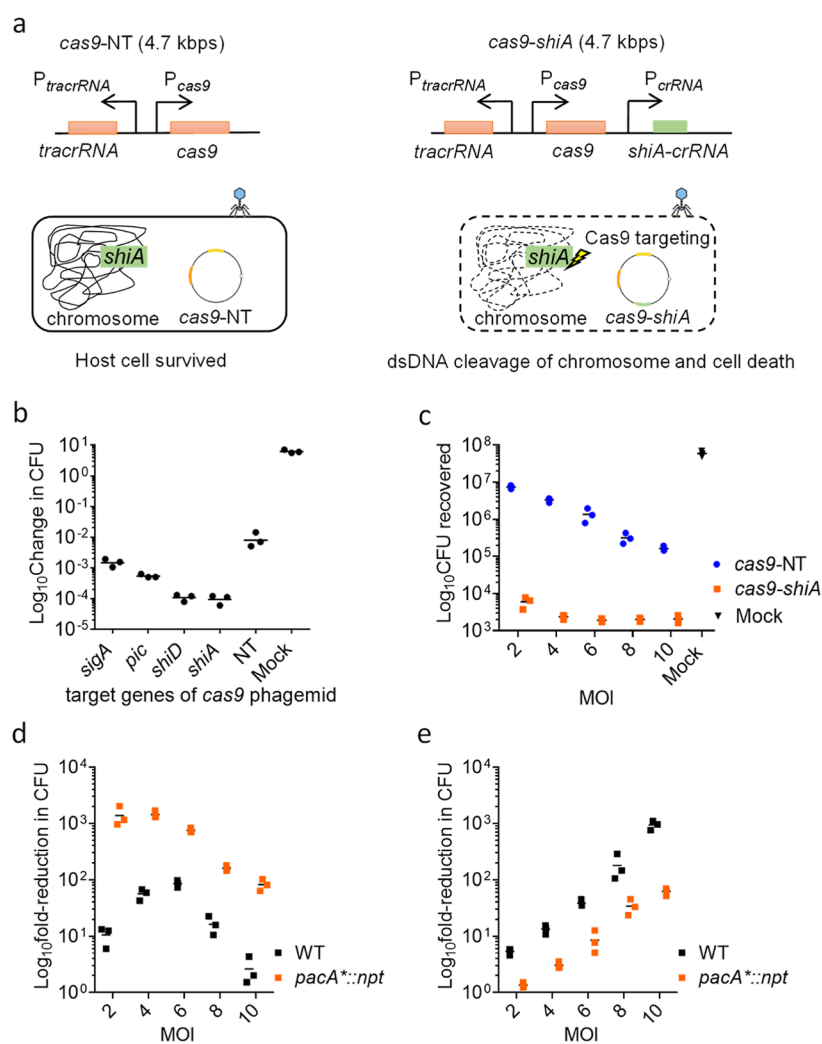 a
cas9-NT (4.7 kbps)
cas9-shiA (4.7 kbps)
PtracrRNA
Pcas9
PtracrRNA
Pcas9
PcrRNA
tracrRNA
cas9
tracrRNA
cas9
shiA-crRNA
shiA
chromosome
cas9-NT
shiA
Cas9 targeting
chromosome
cas9-shiA
Host cell survived
dsDNA cleavage of chromosome and cell death
b
Log10Change in CFU
10^1
10^0
10^-1
10^-2
10^-3
10^-4
10^-5
sigA
pic
shiD
shiA
NT
Mock
target genes of cas9 phagemid
c
Log10CFU recovered
10^8
10^7
10^6
10^5
10^4
10^3
2
4
6
8
10
Mock
MOI
cas9-NT
cas9-shiA
Mock
d
Log10fold-reduction in CFU
10^4
10^3
10^2
10^1
10^0
2
4
6
8
10
MOI
WT
pacA*::npt
e
Log10fold-reduction in CFU
10^4
10^3
10^2
10^1
10^0
2
4
6
8
10
MOI
WT
pacA*::npt